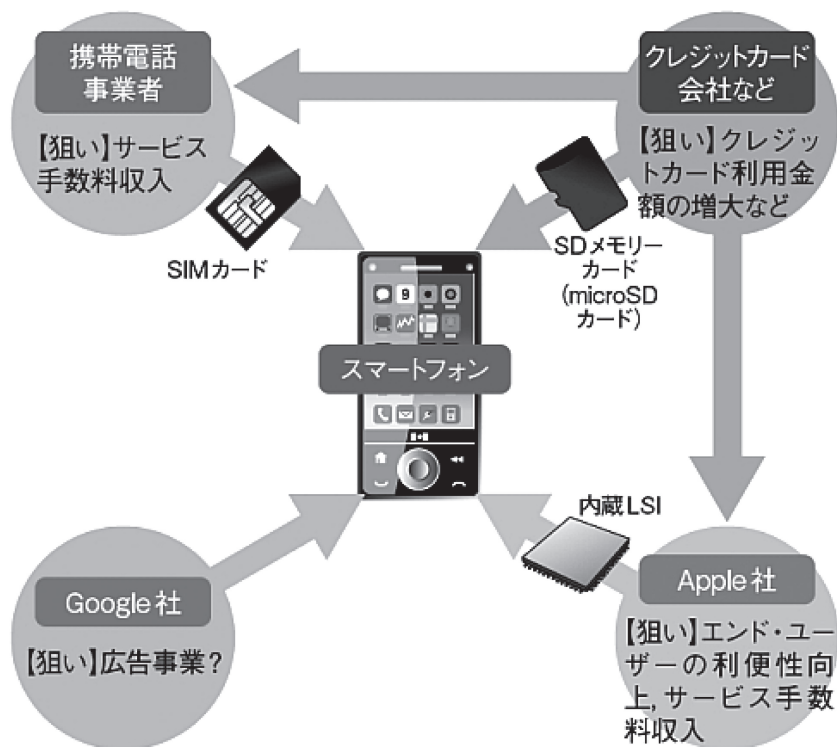 携帯電話
事業者
【狙い】サービス
手数料収入
クレジットカード
会社など
【狙い】クレジッ
トカード利用金
額の増大など
SIMカード
SDメモリー
カード
(microSD
カード)
9
スマートフォン
内蔵LSI
Google社
【狙い】広告事業?
Apple社
【狙い】エンド・ユー
ザーの利便性向
上,サービス手数
料収入